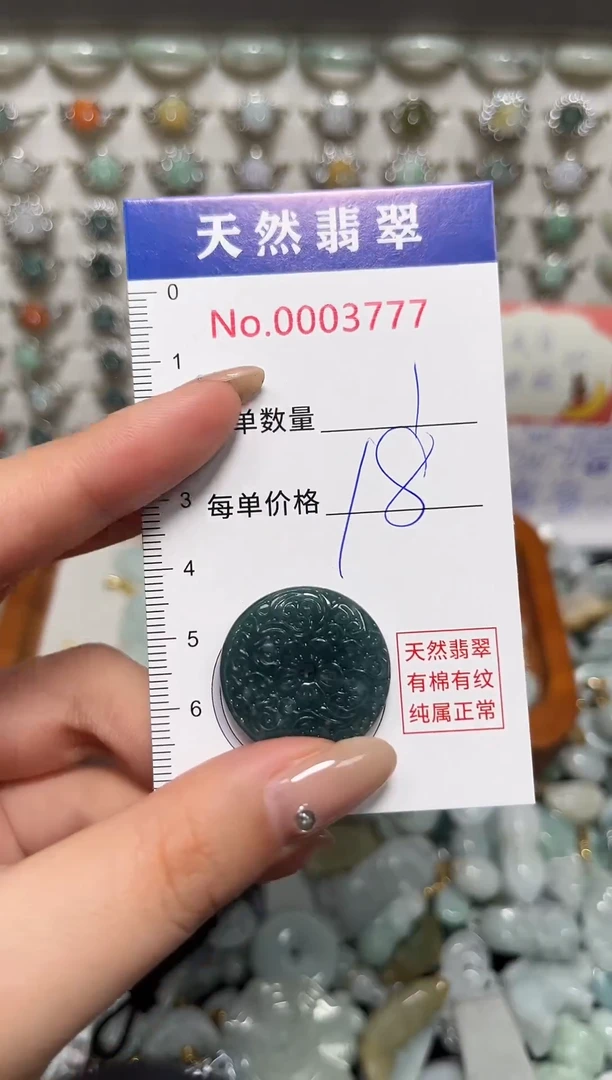 天然翡翠
No.0003777
0
1
单数量 1
3
每单价格 18
4
5
6
天然翡翠
有棉有纹
纯属正常